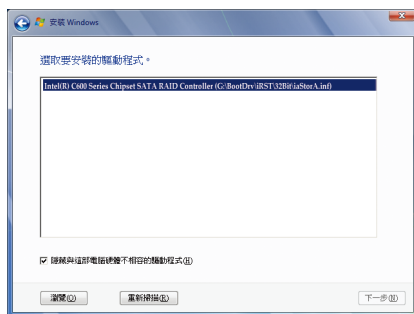 安裝 Windows
選取要安裝的驅動程式。
Intel(R) C600 Series Chipset SATA RAID Controller (G:\BootDrv\iRST\32Bit\iaStorA.inf)
隱藏與這部電腦硬體不相容的驅動程式(H)
瀏覽(O)
重新掃描(R)
下一步(N)